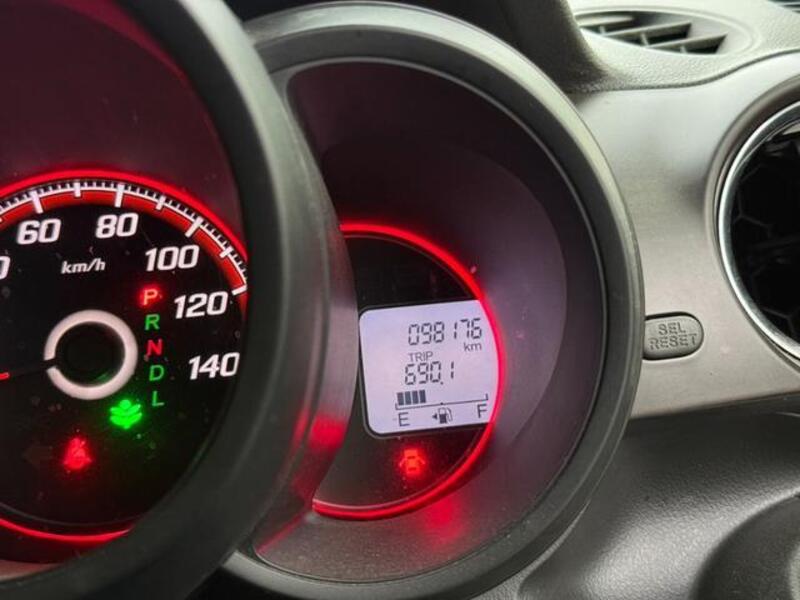 60
80
100
120
140
km/h
P
R
N
D
L
098176
km
TRIP
690.1
E
F
SEL
RESET